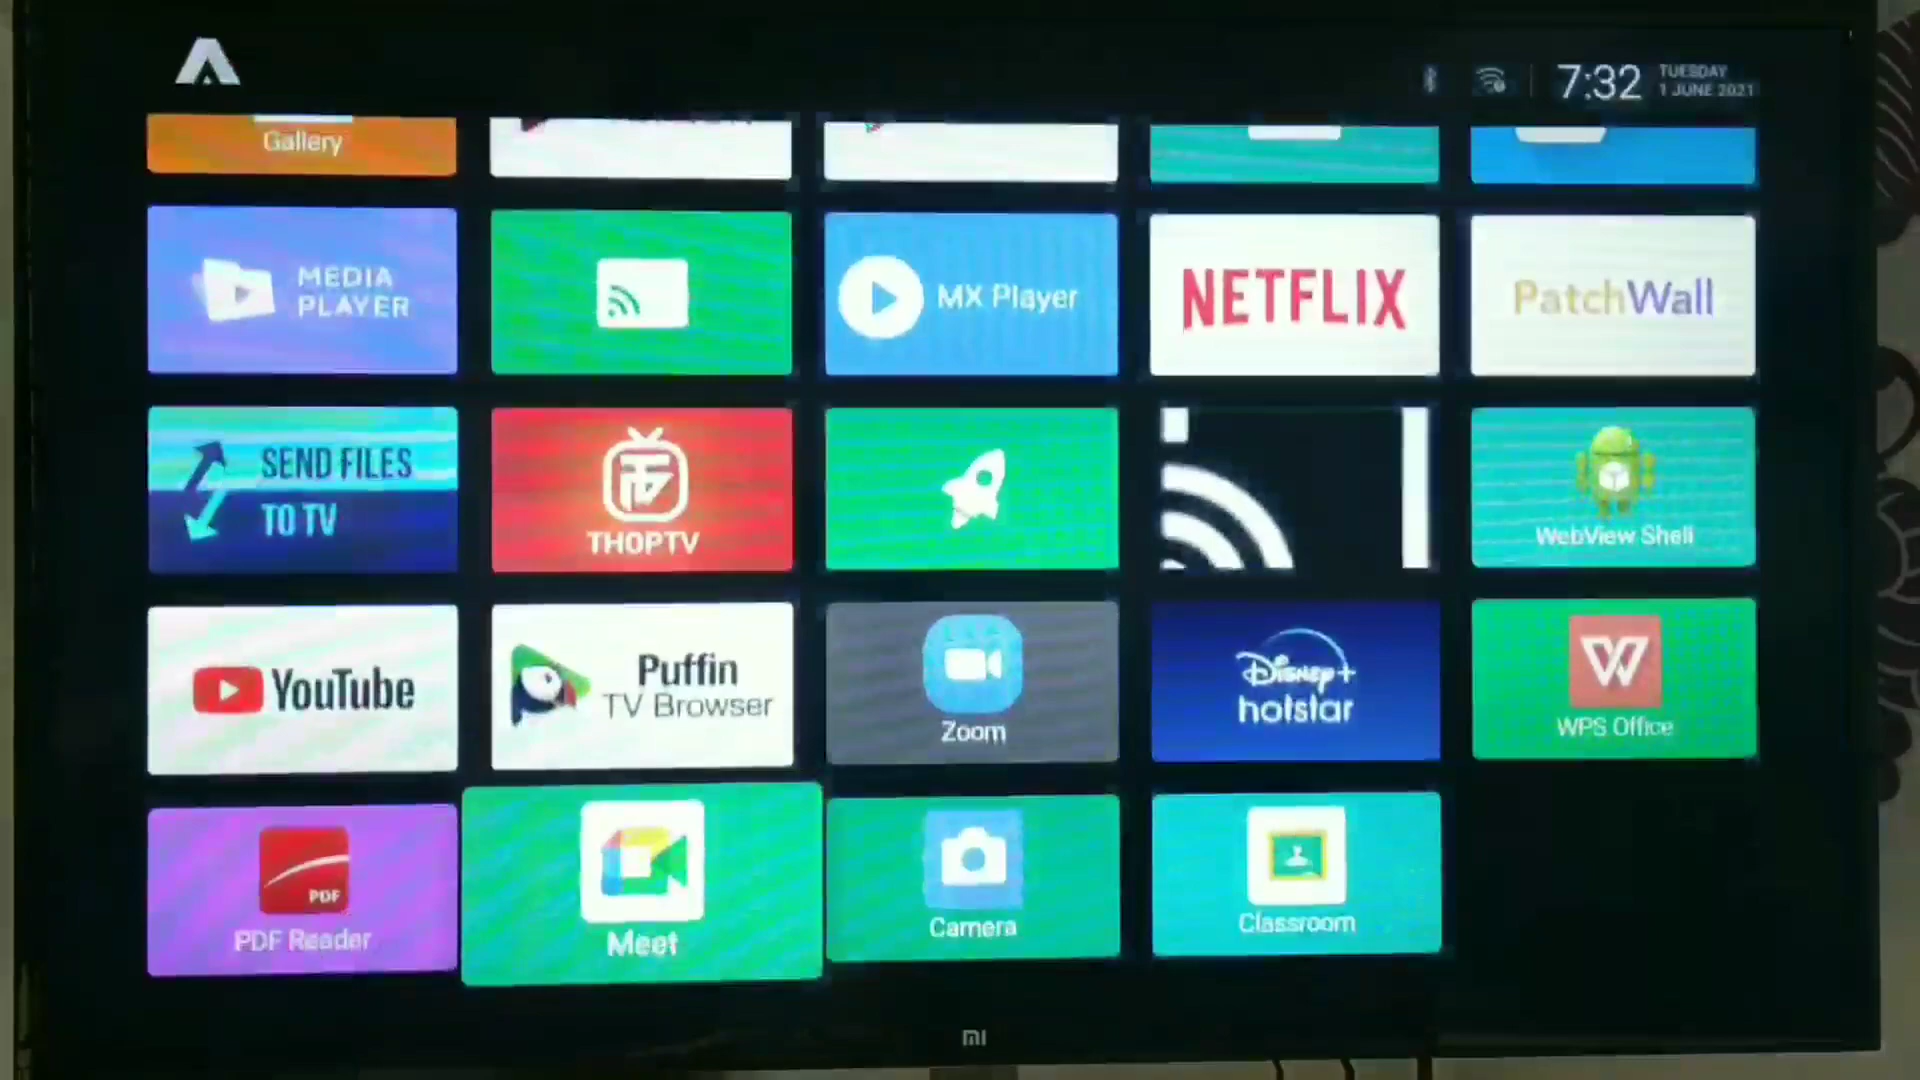 7:32
TUESDAY
1 JUNE 2021
Gallery
MEDIA
PLAYER
MX Player
NETFLIX
PatchWall
SEND FILES
TO TV
THOPTV
WebView Shell
YouTube
Puffin
TV Browser
Zoom
Disney+
hotstar
WPS Office
PDF
PDF Reader
Meet
Camera
Classroom
mi